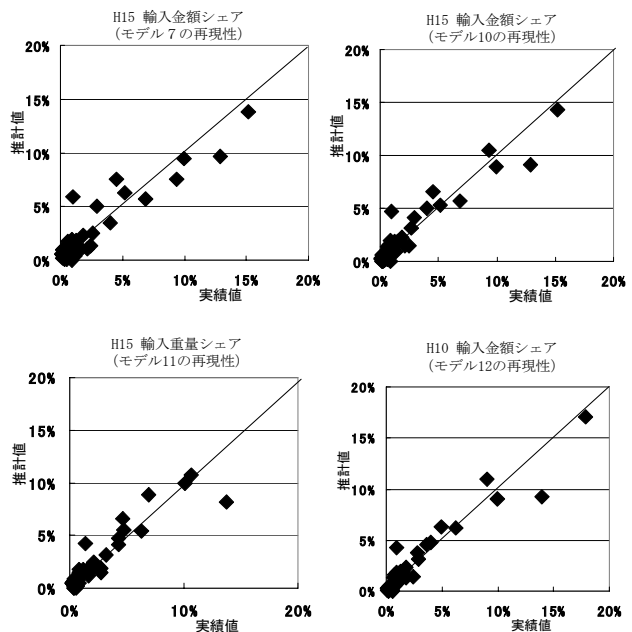 H15 輸入金額シェア
(モデル７の再現性)
20%
15%
10%
5%
0%
推計値
0% 5% 10% 15% 20%
実績値
H15 輸入金額シェア
(モデル10の再現性)
20%
15%
10%
5%
0%
推計値
0% 5% 10% 15% 20%
実績値
H15 輸入重量シェア
(モデル11の再現性)
20%
15%
10%
5%
0%
推計値
0% 10% 20%
実績値
H10 輸入金額シェア
(モデル12の再現性)
20%
15%
10%
5%
0%
推計値
0% 5% 10% 15% 20%
実績値